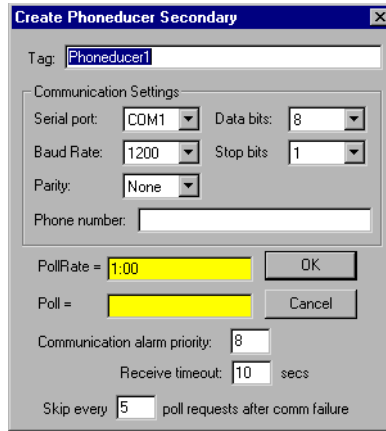 Create Phoneducer Secondary
Tag: Phoneducer1
Communication Settings
Serial port: COM1 Data bits: 8
Baud Rate: 1200 Stop bits 1
Parity: None
Phone number:
PollRate = 1:00 OK
Poll = Cancel
Communication alarm priority: 8
Receive timeout: 10 secs
Skip every 5 poll requests after comm failure